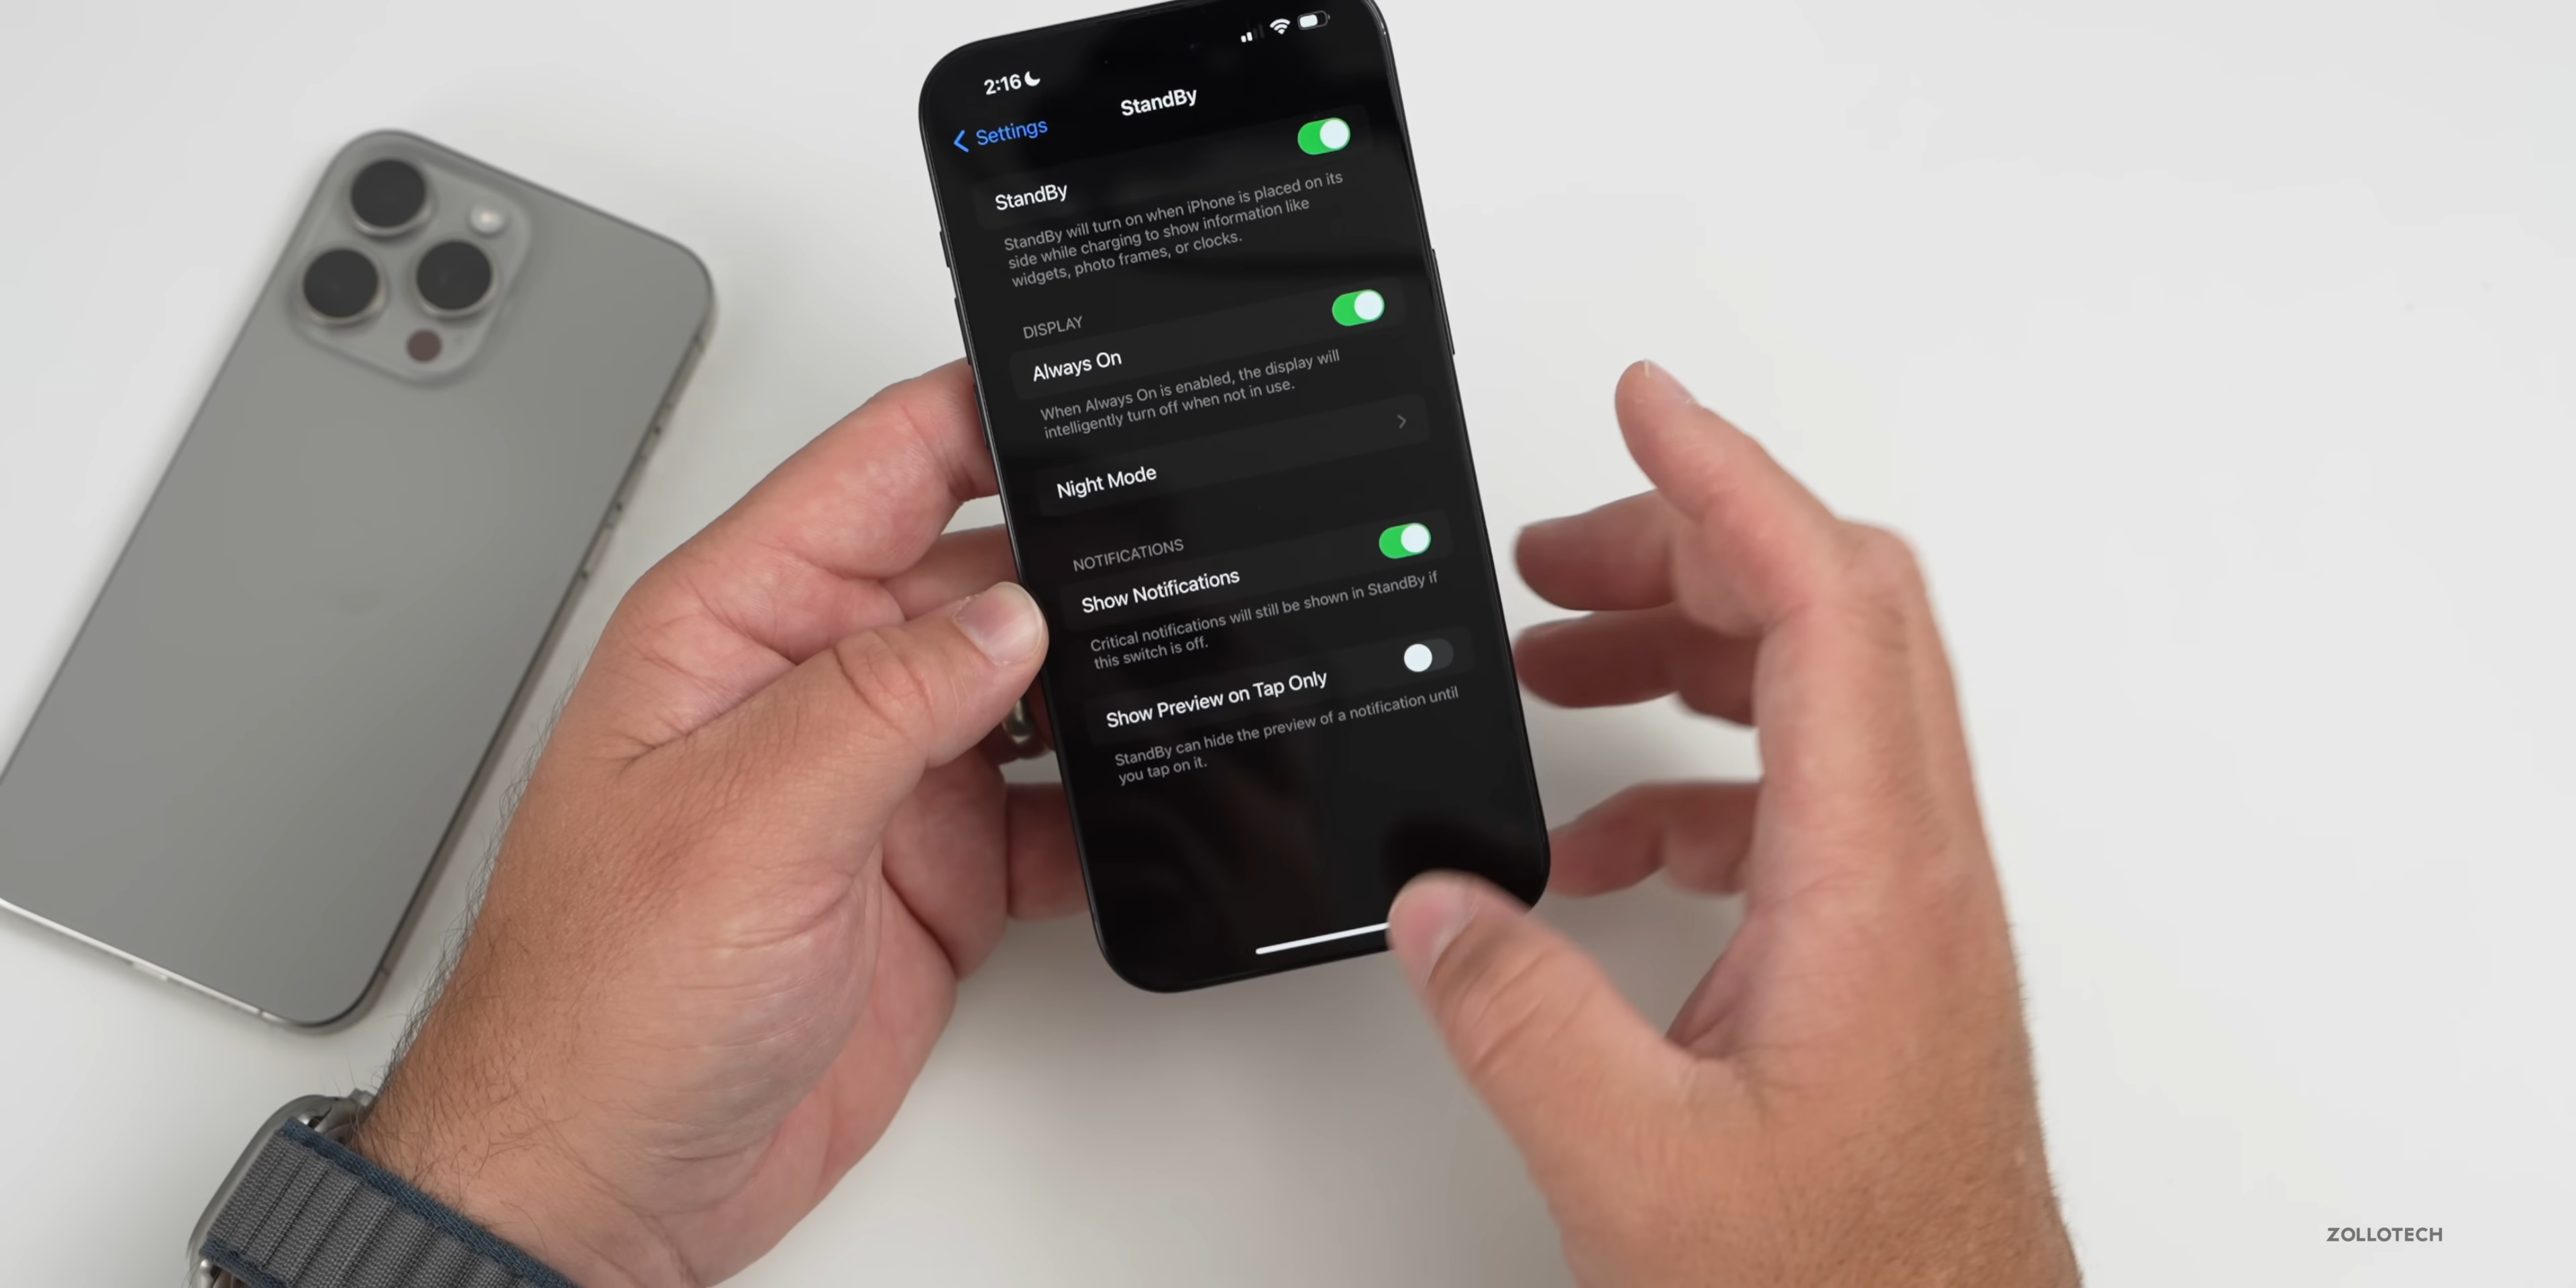 2:16
Settings
StandBy
StandBy
StandBy will turn on when iPhone is placed on its
side while charging to show information like
widgets, photo frames, or clocks.
DISPLAY
Always On
When Always On is enabled, the display will
intelligently turn off when not in use.
Night Mode
NOTIFICATIONS
Show Notifications
Critical notifications will still be shown in StandBy if
this switch is off.
Show Preview on Tap Only
StandBy can hide the preview of a notification until
you tap on it.
ZOLLOTECH